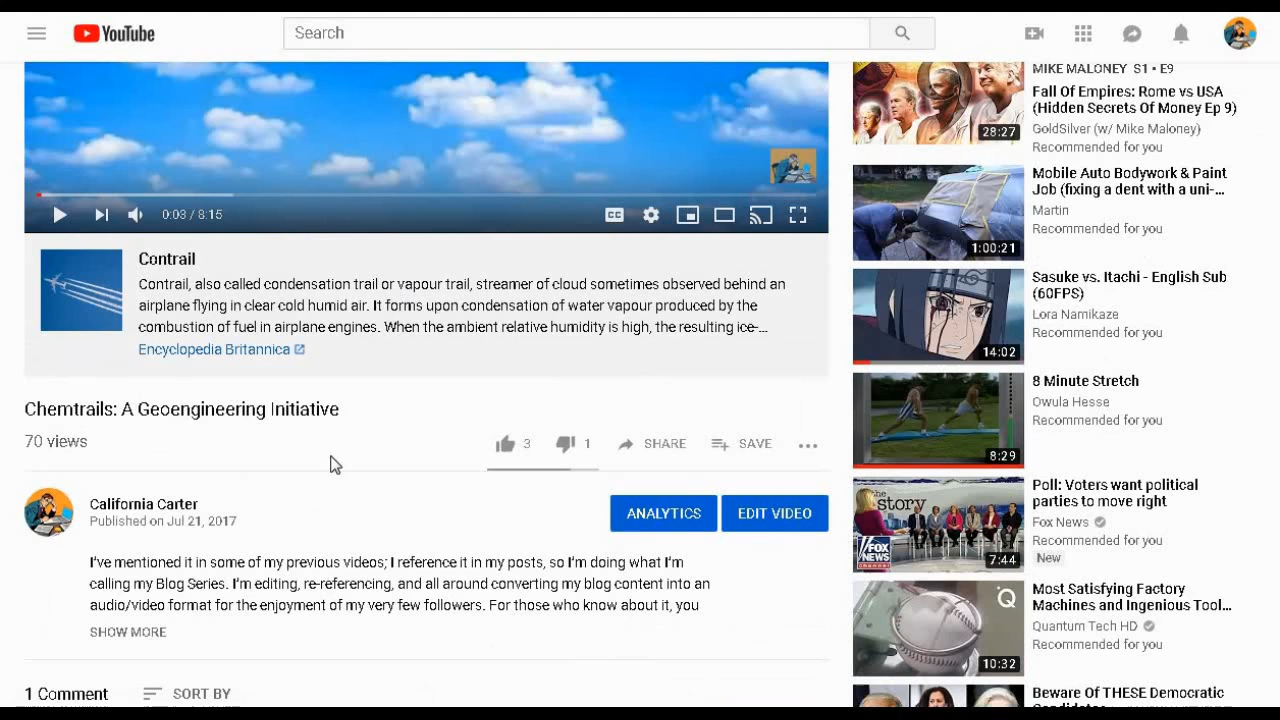 YouTube
Search
0:03 / 8:15
CC
Contrail
Contrail, also called condensation trail or vapour trail, streamer of cloud sometimes observed behind an
airplane flying in clear cold humid air. It forms upon condensation of water vapour produced by the
combustion of fuel in airplane engines. When the ambient relative humidity is high, the resulting ice-...
Encyclopedia Britannica
Chemtrails: A Geoengineering Initiative
70 views
3
1
SHARE
SAVE
California Carter
Published on Jul 21, 2017
ANALYTICS
EDIT VIDEO
I've mentioned it in some of my previous videos; I reference it in my posts, so I'm doing what I'm
calling my Blog Series. I'm editing, re-referencing, and all around converting my blog content into an
audio/video format for the enjoyment of my very few followers. For those who know about it, you
SHOW MORE
1 Comment
SORT BY
MIKE MALONEY S1 • E9
Fall Of Empires: Rome vs USA
(Hidden Secrets Of Money Ep 9)
GoldSilver (w/ Mike Maloney)
Recommended for you
28:27
Mobile Auto Bodywork & Paint
Job (fixing a dent with a uni-...
Martin
Recommended for you
1:00:21
Sasuke vs. Itachi - English Sub
(60FPS)
Lora Namikaze
Recommended for you
14:02
8 Minute Stretch
Owula Hesse
Recommended for you
8:29
Poll: Voters want political
parties to move right
Fox News
Recommended for you
New
the story
FOX
NEWS
channel
7:44
Most Satisfying Factory
Machines and Ingenious Tool...
Quantum Tech HD
Recommended for you
Q
10:32
Beware Of THESE Democratic